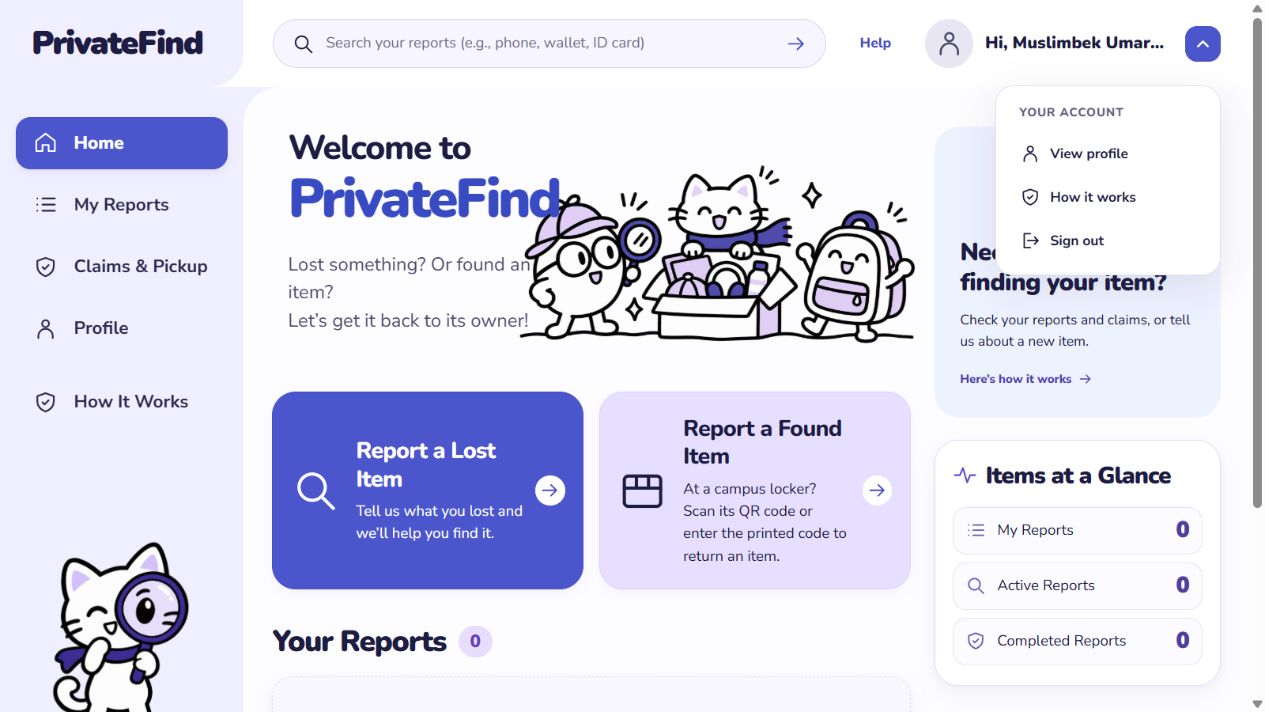 PrivateFind
Search your reports (e.g., phone, wallet, ID card)
Help
Hi, Muslimbek Umar...
YOUR ACCOUNT
View profile
How it works
Sign out
Home
My Reports
Claims & Pickup
Profile
How It Works
Welcome to
PrivateFind
Lost something? Or found an
item?
Let's get it back to its owner!
finding your item?
Check your reports and claims, or tell
us about a new item.
Here's how it works
Report a Lost
Item
Tell us what you lost and
we'll help you find it.
Report a Found
Item
At a campus locker?
Scan its QR code or
enter the printed code to
return an item.
Items at a Glance
My Reports 0
Active Reports 0
Completed Reports 0
Your Reports 0